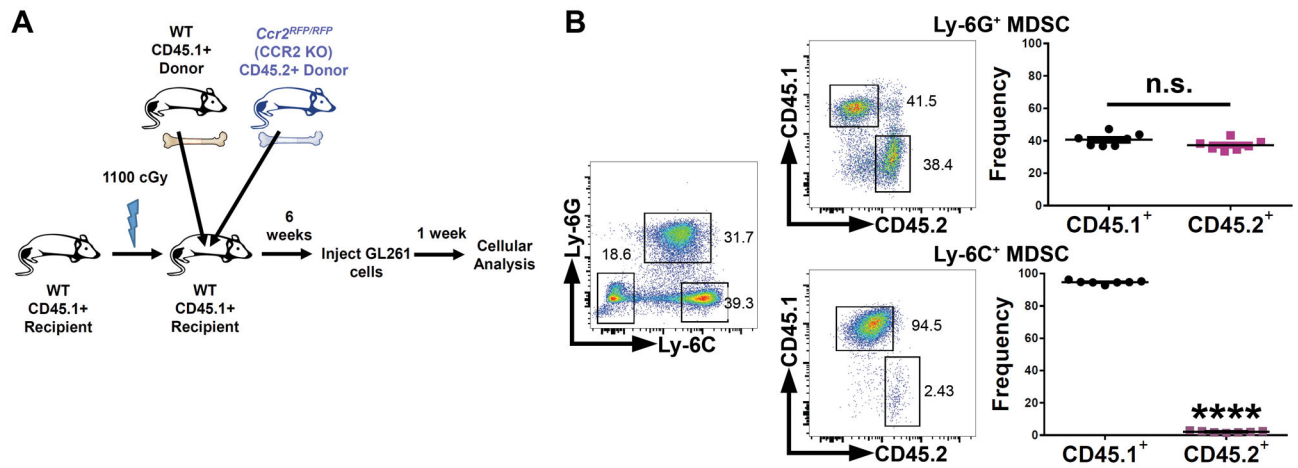 A
WT
CD45.1+
Donor
Ccr2RFP/RFP
(CCR2 KO)
CD45.2+ Donor
1100 cGy
6
weeks
1 week
Inject GL261
cells
Cellular
Analysis
WT
CD45.1+
Recipient
WT
CD45.1+
Recipient
B
Ly-6G
18.6
31.7
39.3
Ly-6C
Ly-6G+ MDSC
CD45.1
41.5
38.4
CD45.2
Frequency
100
80
60
40
20
0
n.s.
CD45.1+
CD45.2+
Ly-6C+ MDSC
CD45.1
94.5
2.43
CD45.2
Frequency
100
80
60
40
20
0
****
CD45.1+
CD45.2+